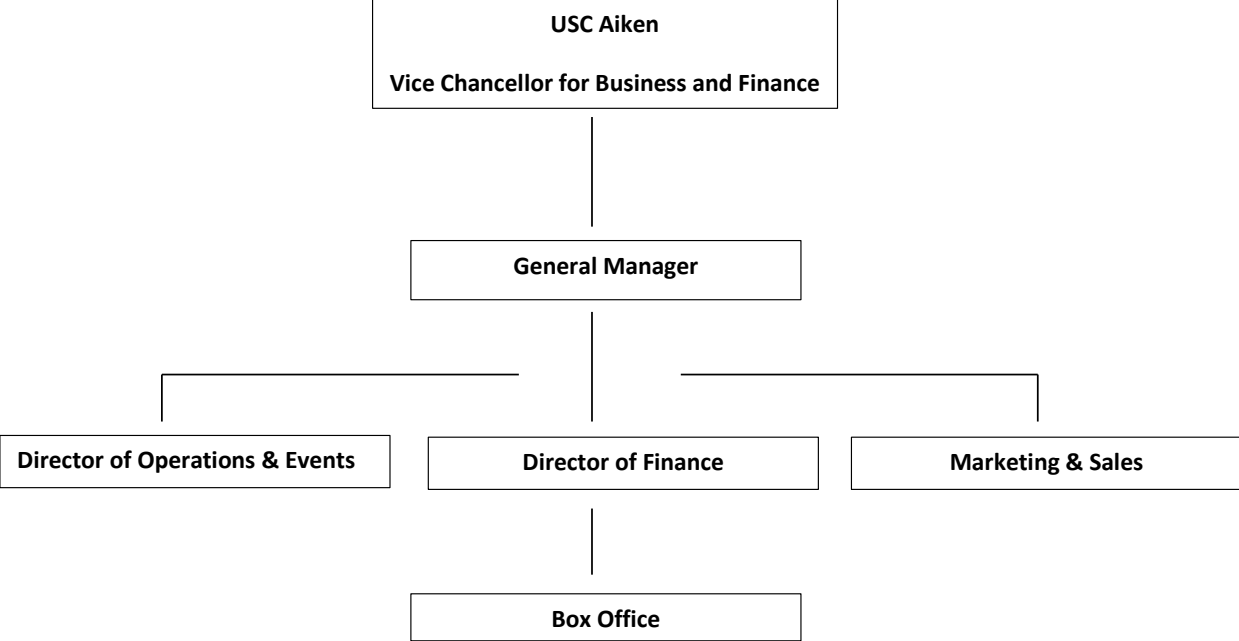 USC Aiken
Vice Chancellor for Business and Finance
General Manager
Director of Operations & Events
Director of Finance
Marketing & Sales
Box Office